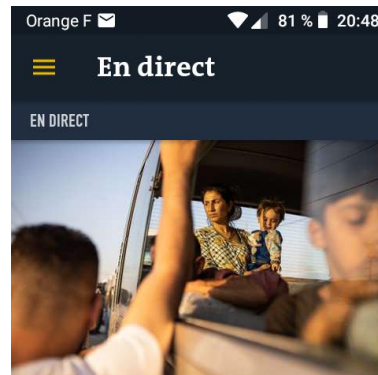 Orange F 81 % 20:48
En direct
EN DIRECT